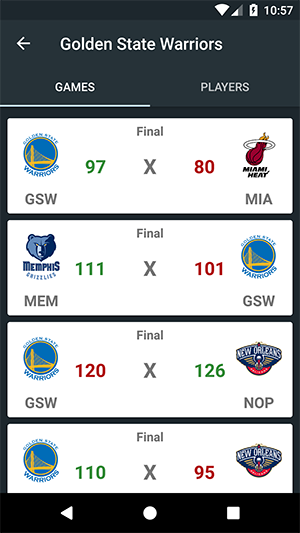 10:57
Golden State Warriors
GAMES PLAYERS
Final
GOLDEN STATE
WARRIORS
97 X 80
MIAMI
HEAT
GSW MIA
Final
MEMPHIS
GRIZZLIES
111 X 101
GOLDEN STATE
WARRIORS
MEM GSW
Final
GOLDEN STATE
WARRIORS
120 X 126
NEW ORLEANS
GSW NOP
Final
GOLDEN STATE
WARRIORS
110 X 95
NEW ORLEANS